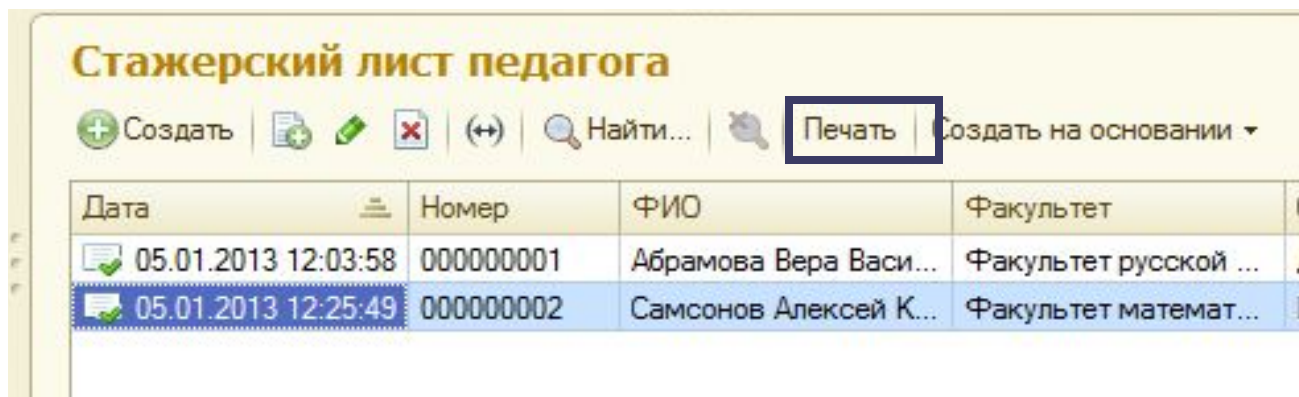 Стажерский лист педагога
Создать Найти... Печать Создать на основании
Дата Номер ФИО Факультет
05.01.2013 12:03:58 000000001 Абрамова Вера Васи... Факультет русской ...
05.01.2013 12:25:49 000000002 Самсонов Алексей К... Факультет математ...